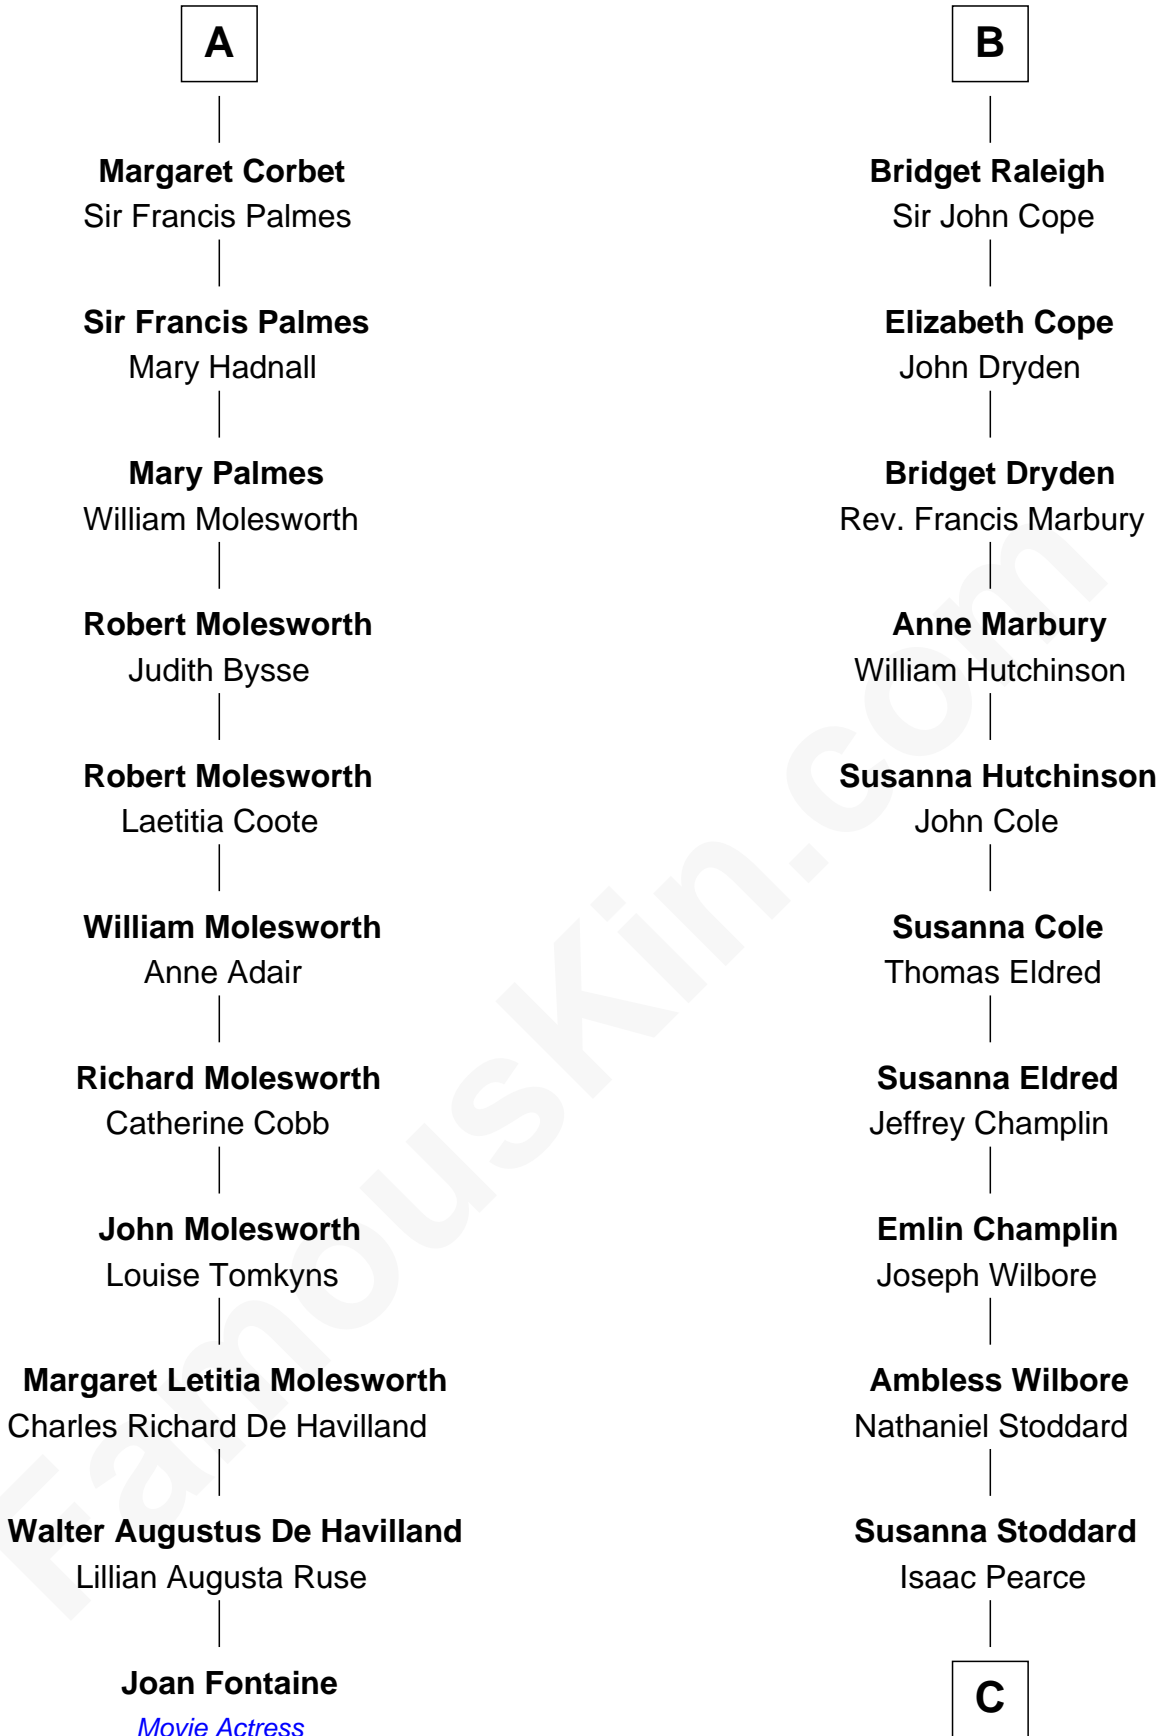 A
Margaret Corbet
Sir Francis Palmes
Sir Francis Palmes
Mary Hadnall
Mary Palmes
William Molesworth
Robert Molesworth
Judith Bysse
Robert Molesworth
Laetitia Coote
William Molesworth
Anne Adair
Richard Molesworth
Catherine Cobb
John Molesworth
Louise Tomkyns
Margaret Letitia Molesworth
Charles Richard De Havilland
Walter Augustus De Havilland
Lillian Augusta Ruse
Joan Fontaine
Movie Actress
B
Bridget Raleigh
Sir John Cope
Elizabeth Cope
John Dryden
Bridget Dryden
Rev. Francis Marbury
Anne Marbury
William Hutchinson
Susanna Hutchinson
John Cole
Susanna Cole
Thomas Eldred
Susanna Eldred
Jeffrey Champlin
Emlin Champlin
Joseph Wilbore
Ambless Wilbore
Nathaniel Stoddard
Susanna Stoddard
Isaac Pearce
C
FamousKin.com